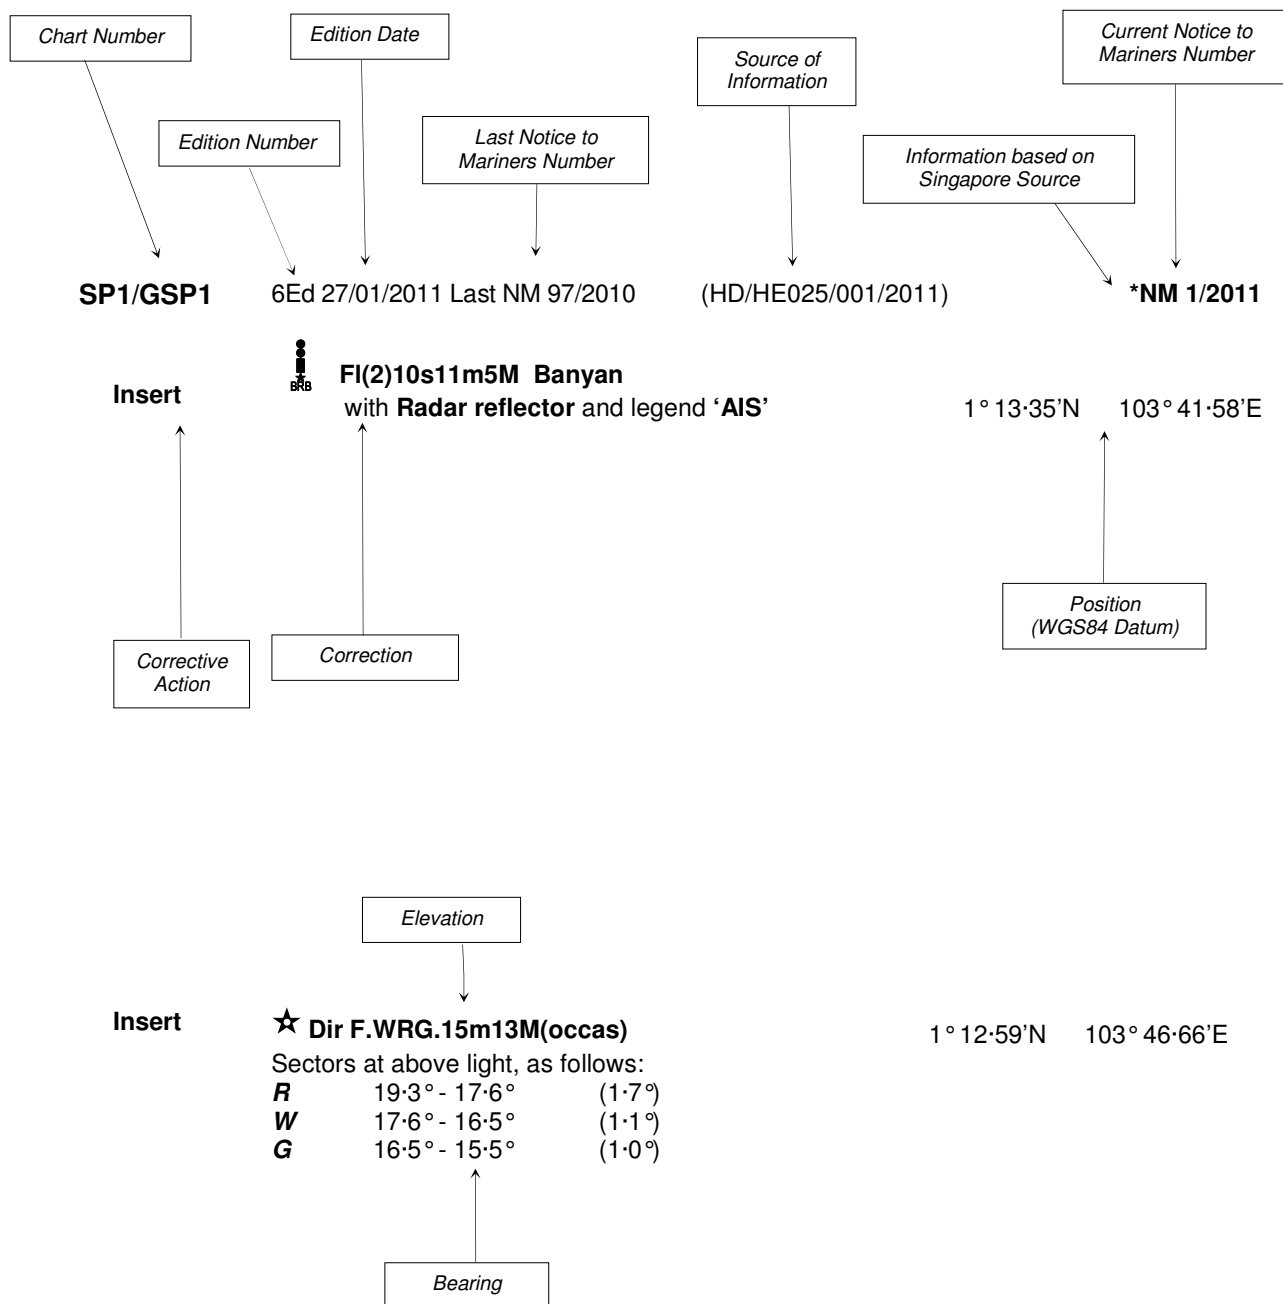 Chart Number
Edition Date
Source of
Information
Current Notice to
Mariners Number
Edition Number
Last Notice to
Mariners Number
Information based on
Singapore Source
SP1/GSP1 6Ed 27/01/2011 Last NM 97/2010 (HD/HE025/001/2011) *NM 1/2011
BRB
Insert Fl(2)10s11m5M Banyan
with Radar reflector and legend ‘AIS’ 1° 13·35’N 103° 41·58’E
Corrective
Action
Correction
Position
(WGS84 Datum)
Elevation
Insert Dir F.WRG.15m13M(occas) 1° 12·59’N 103° 46·66’E
Sectors at above light, as follows:
R 19·3° - 17·6° (1·7°)
W 17·6° - 16·5° (1·1°)
G 16·5° - 15·5° (1·0°)
Bearing